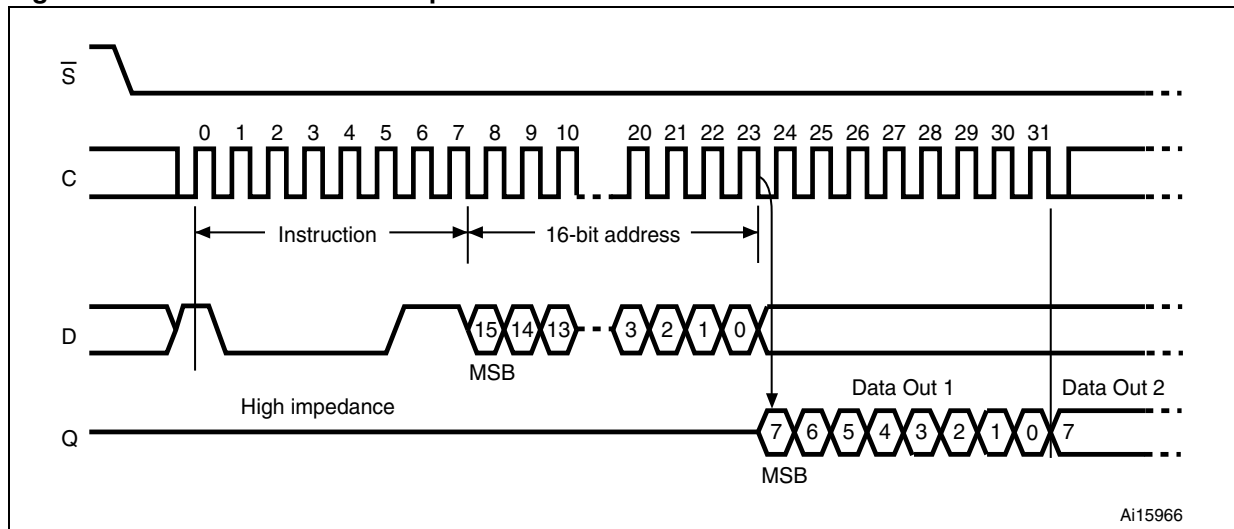 S
0 1 2 3 4 5 6 7 8 9 10 20 21 22 23 24 25 26 27 28 29 30 31
C
Instruction 16-bit address
D 15 14 13 3 2 1 0
MSB
High impedance Data Out 1 Data Out 2
Q 7 6 5 4 3 2 1 0 7
MSB
Ai15966